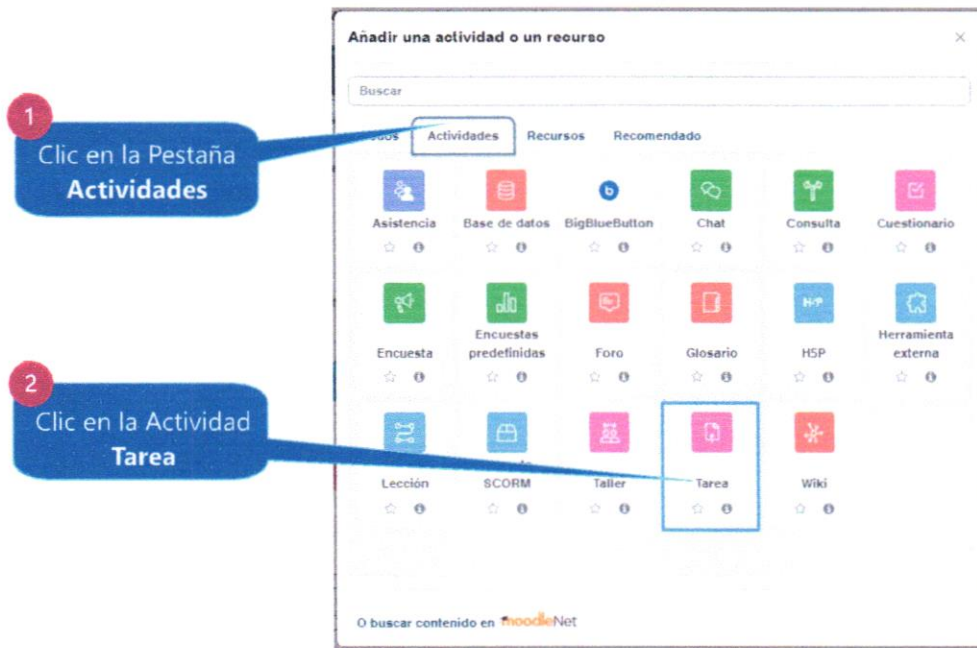 Añadir una actividad o un recurso
Buscar
1
Clic en la Pestaña
Actividades
Actividades Recursos Recomendado
Asistencia Base de datos BigBlueButton Chat Consulta Cuestionario
Encuesta Encuestas predefinidas Foro Glosario H5P Herramienta externa
2
Clic en la Actividad
Tarea
Lección SCORM Taller Tarea Wiki
O buscar contenido en moodleNet